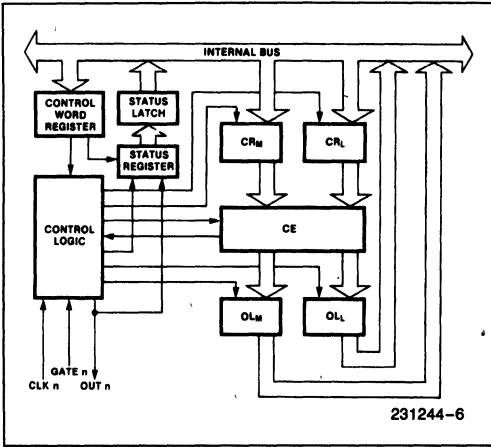 INTERNAL BUS
CONTROL
WORD
REGISTER
STATUS
LATCH
STATUS
REGISTER
CRM
CRL
CONTROL
LOGIC
CE
OLM
OLL
GATE n
CLK n
OUT n
231244-6